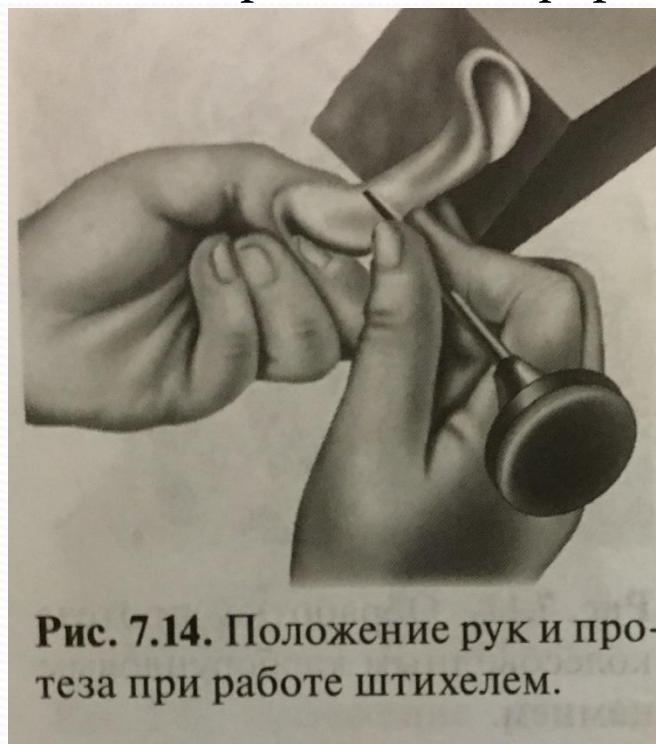 Рис. 7.14. Положение рук и про-
теза при работе штихелем.